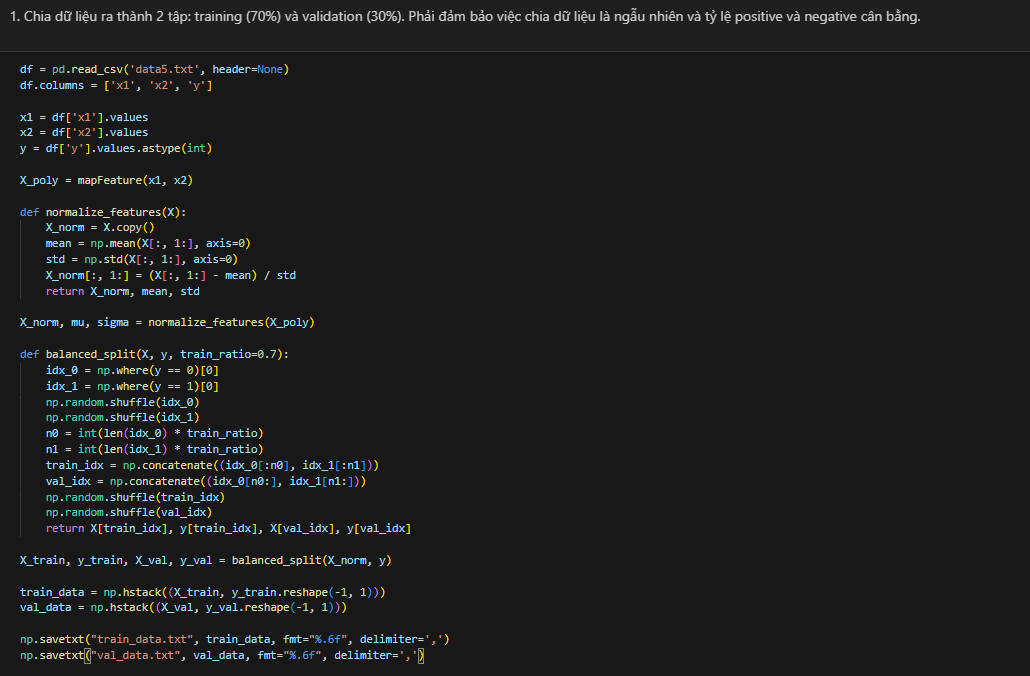 1. Chia dữ liệu ra thành 2 tập: training (70%) và validation (30%). Phải đảm bảo việc chia dữ liệu là ngẫu nhiên và tỷ lệ positive và negative cân bằng.
df = pd.read_csv('data5.txt', header=None)
df.columns = ['x1', 'x2', 'y']
x1 = df['x1'].values
x2 = df['x2'].values
y = df['y'].values.astype(int)
X_poly = mapFeature(x1, x2)
def normalize_features(X):
    X_norm = X.copy()
    mean = np.mean(X[:, 1:], axis=0)
    std = np.std(X[:, 1:], axis=0)
    X_norm[:, 1:] = (X[:, 1:] - mean) / std
    return X_norm, mean, std
X_norm, mu, sigma = normalize_features(X_poly)
def balanced_split(X, y, train_ratio=0.7):
    idx_0 = np.where(y == 0)[0]
    idx_1 = np.where(y == 1)[0]
    np.random.shuffle(idx_0)
    np.random.shuffle(idx_1)
    n0 = int(len(idx_0) * train_ratio)
    n1 = int(len(idx_1) * train_ratio)
    train_idx = np.concatenate((idx_0[:n0], idx_1[:n1]))
    val_idx = np.concatenate((idx_0[n0:], idx_1[n1:]))
    np.random.shuffle(train_idx)
    np.random.shuffle(val_idx)
    return X[train_idx], y[train_idx], X[val_idx], y[val_idx]
X_train, y_train, X_val, y_val = balanced_split(X_norm, y)
train_data = np.hstack((X_train, y_train.reshape(-1, 1)))
val_data = np.hstack((X_val, y_val.reshape(-1, 1)))
np.savetxt("train_data.txt", train_data, fmt="%.6f", delimiter=',')
np.savetxt("val_data.txt", val_data, fmt="%.6f", delimiter=',')